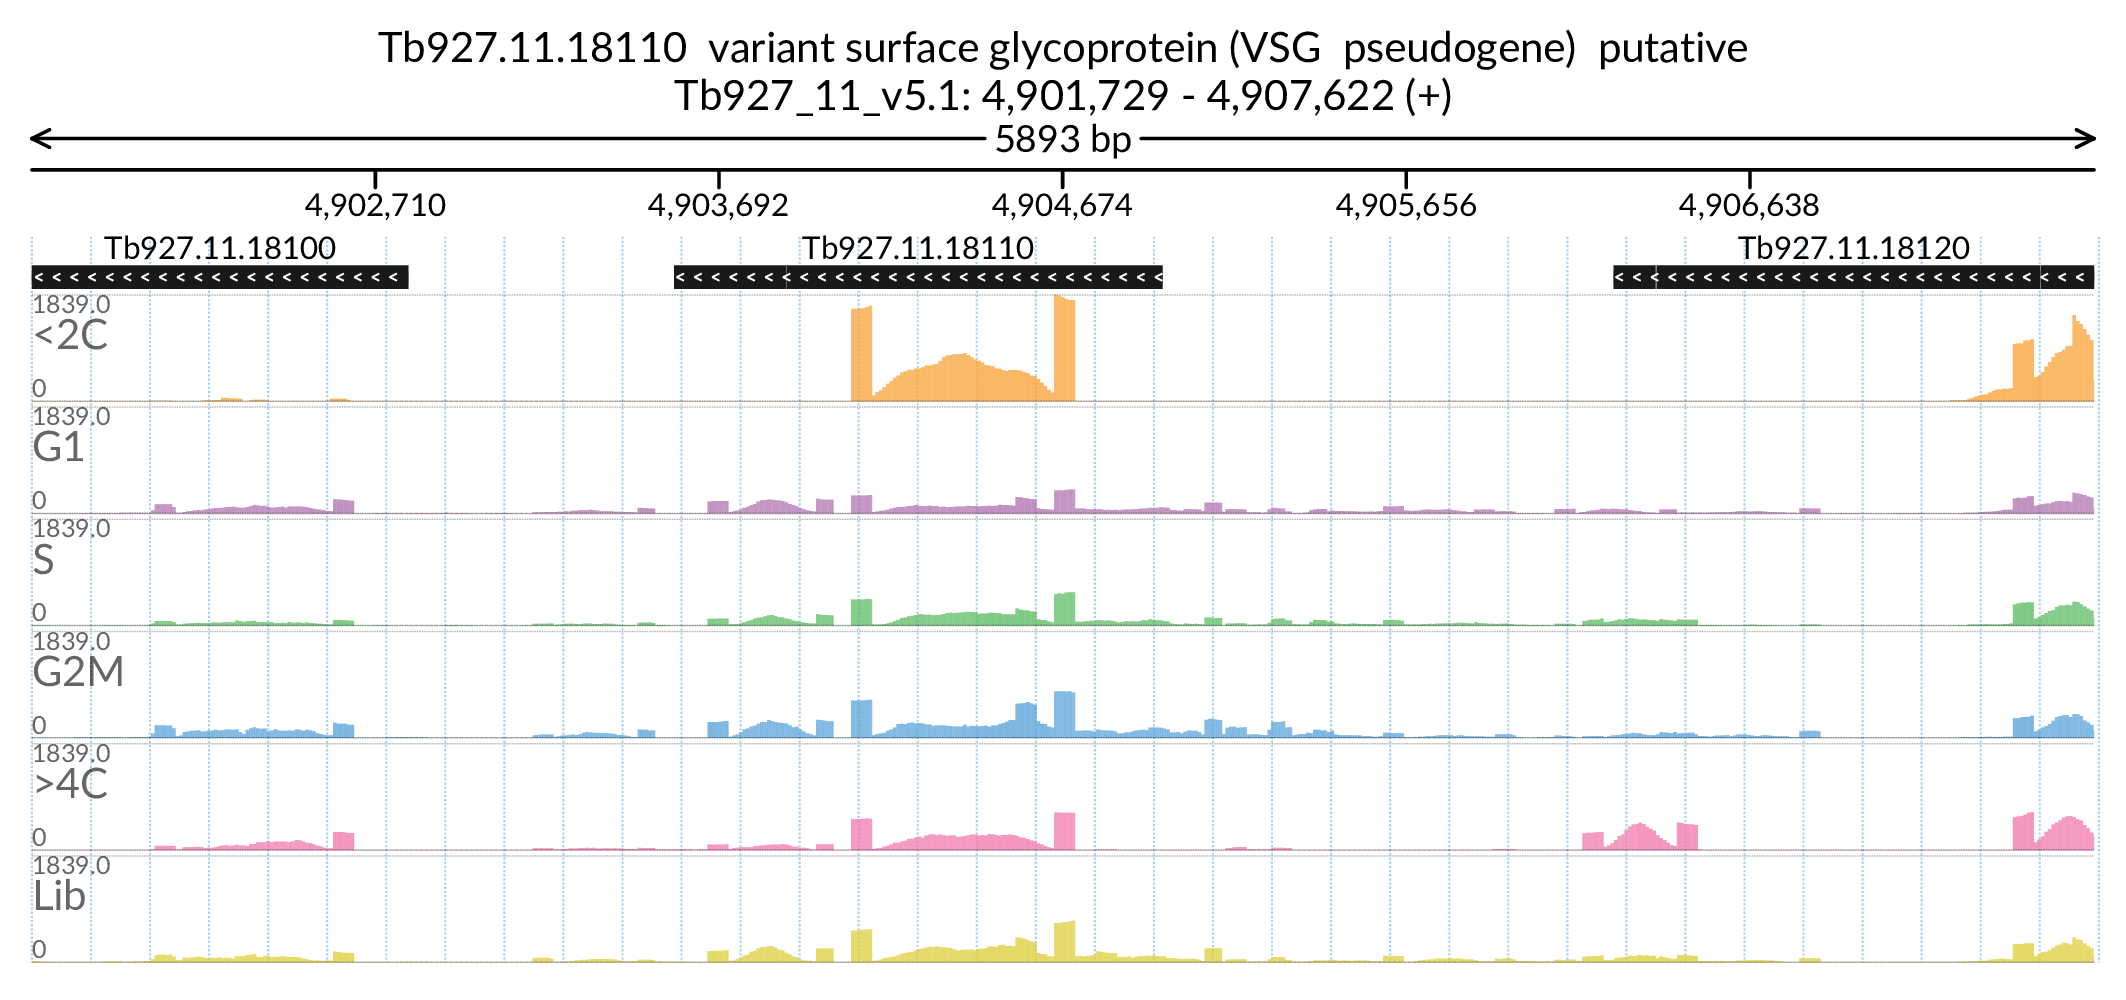 Tb927.11.18110 variant surface glycoprotein (VSG pseudogene) putative
Tb927_11_v5.1: 4,901,729 - 4,907,622 (+)
5893 bp
4,902,710 4,903,692 4,904,674 4,905,656 4,906,638
Tb927.11.18100 Tb927.11.18110 Tb927.11.18120
1839.0
<2C
0
1839.0
G1
0
1839.0
S
0
1839.0
G2M
0
1839.0
>4C
0
1839.0
Lib
0